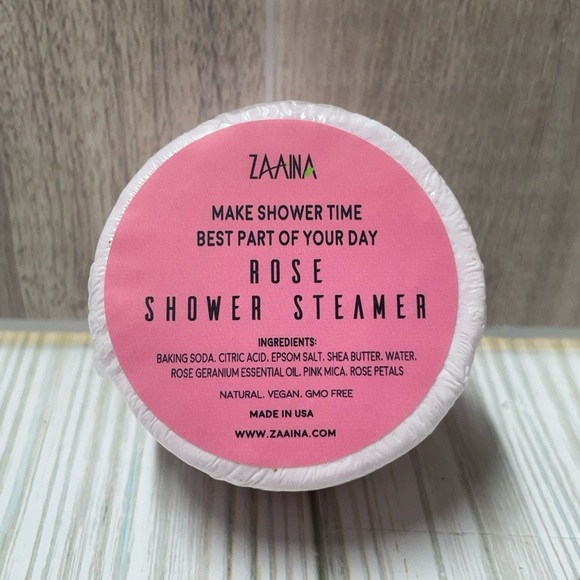 ZAAINA
MAKE SHOWER TIME
BEST PART OF YOUR DAY
ROSE
SHOWER STEAMER
INGREDIENTS:
BAKING SODA. CITRIC ACID. EPSOM SALT. SHEA BUTTER. WATER.
ROSE GERANIUM ESSENTIAL OIL. PINK MICA. ROSE PETALS
NATURAL. VEGAN. GMO FREE
MADE IN USA
WWW.ZAAINA.COM